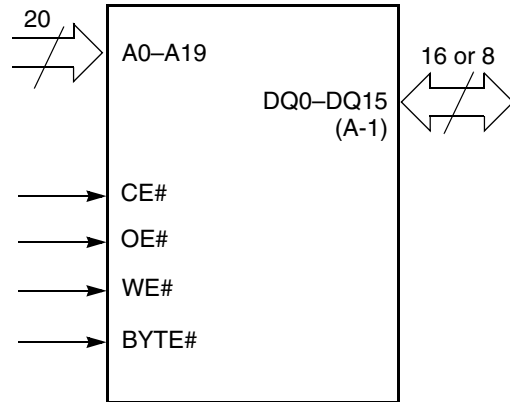 20
A0–A19
16 or 8
DQ0–DQ15
(A-1)
CE#
OE#
WE#
BYTE#